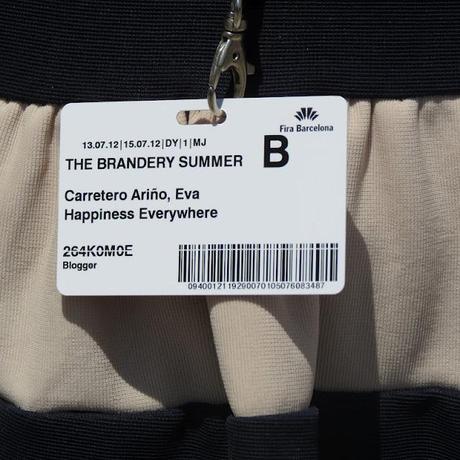 13.07.12|15.07.12|DY|1|MJ
THE BRANDERY SUMMER
B
Fira Barcelona
Carretero Ariño, Eva
Happiness Everywhere
264K0M0E
Blogger
09400121192900701050760834​87